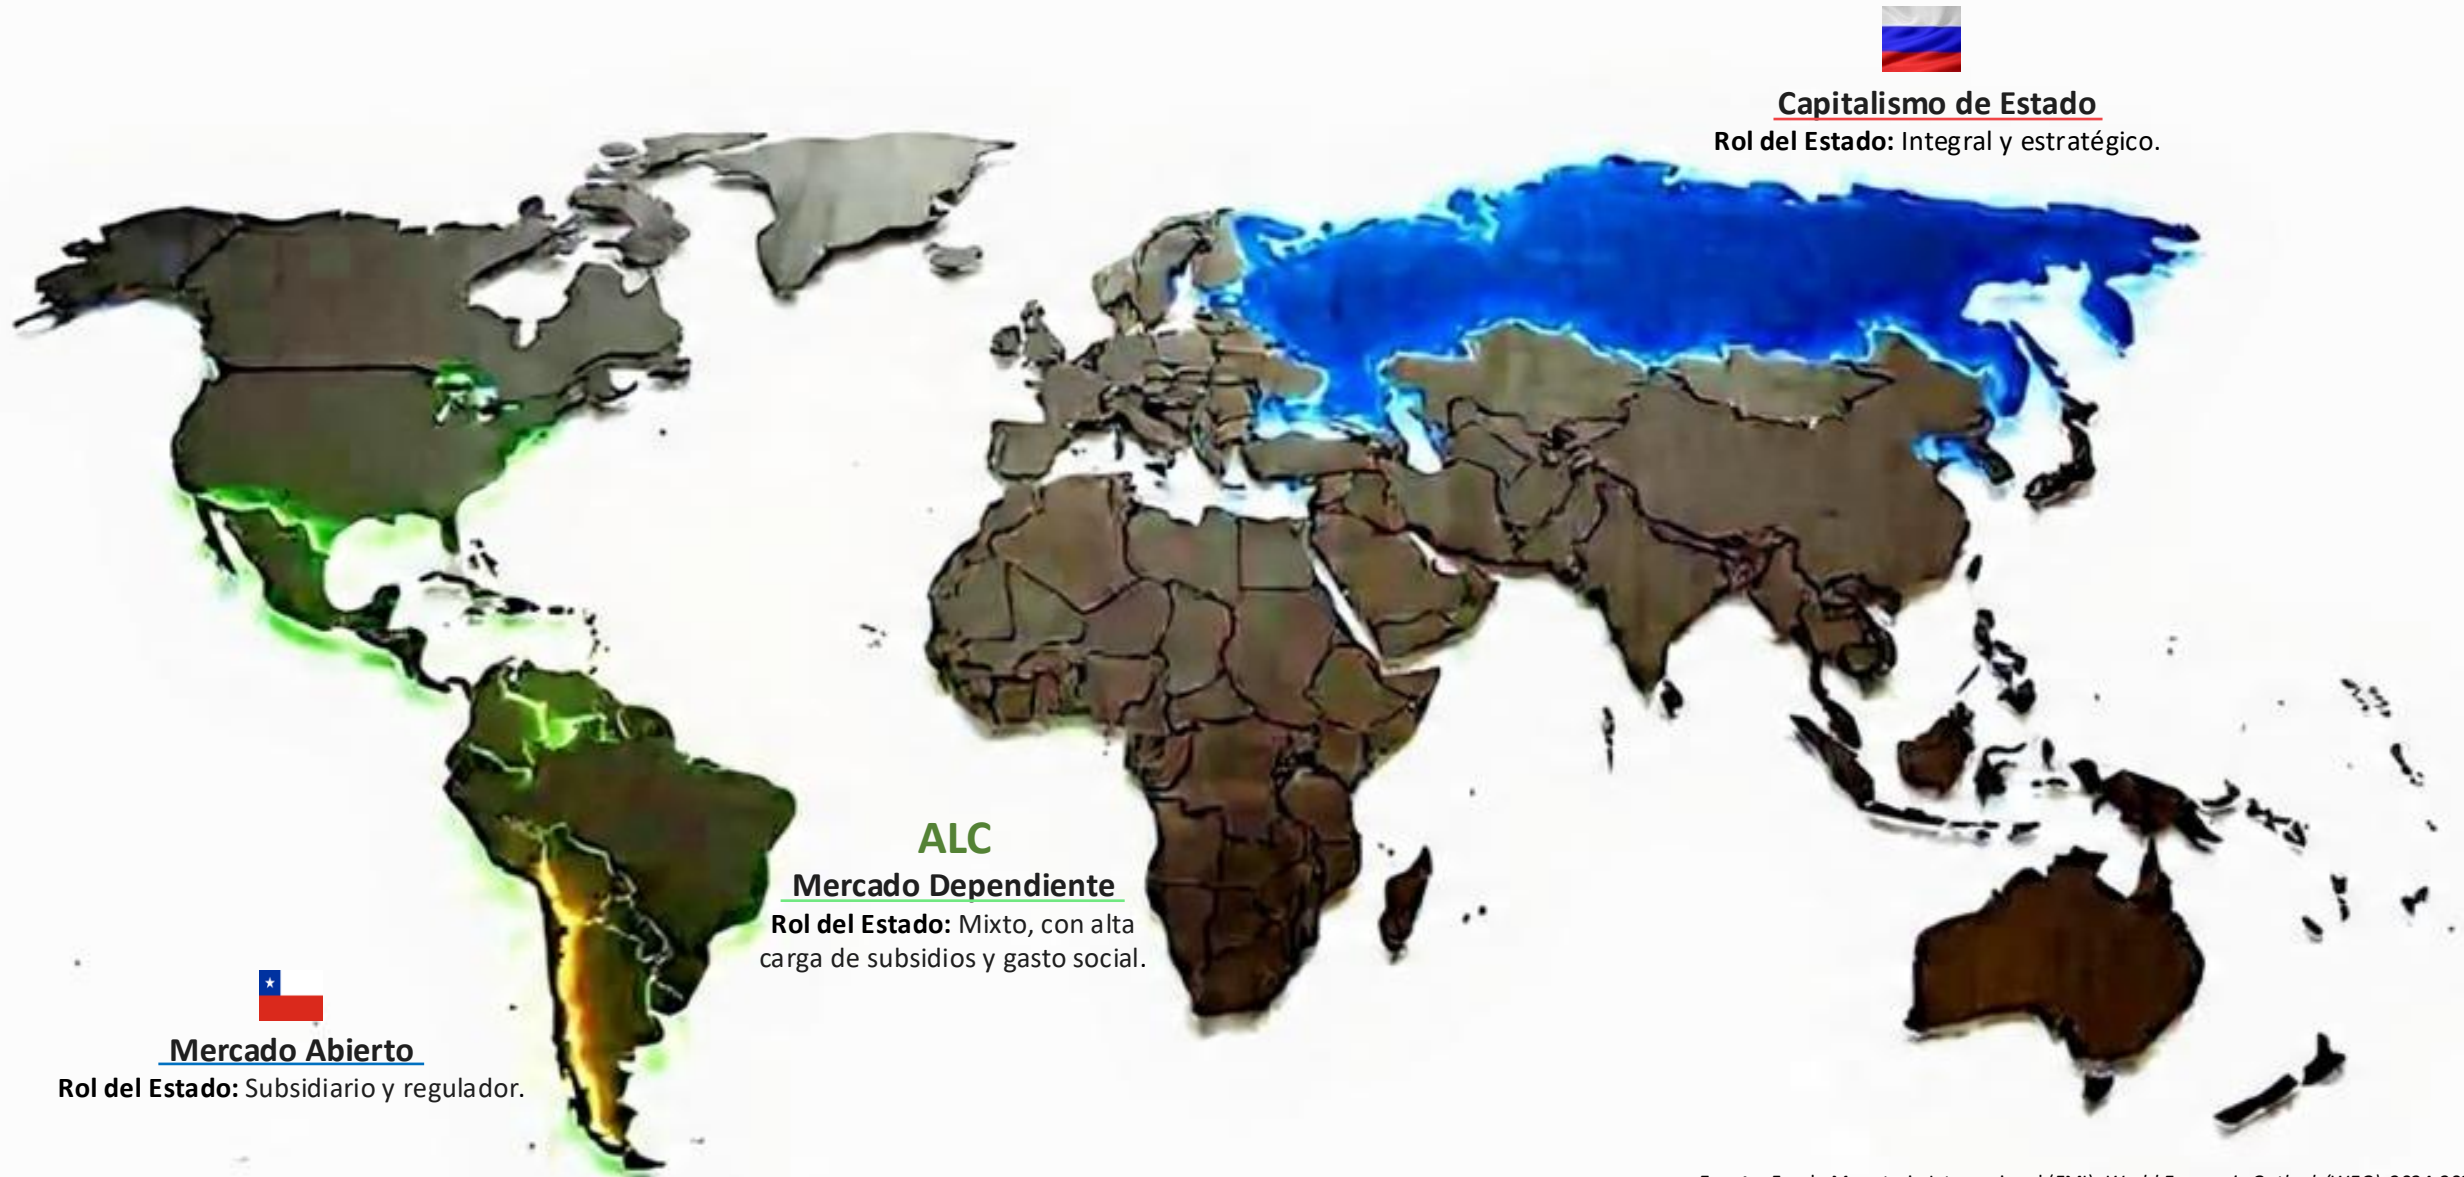 Capitalismo de Estado
Rol del Estado: Integral y estratégico.
ALC
Mercado Dependiente
Rol del Estado: Mixto, con alta
carga de subsidios y gasto social.
Mercado Abierto
Rol del Estado: Subsidiario y regulador.